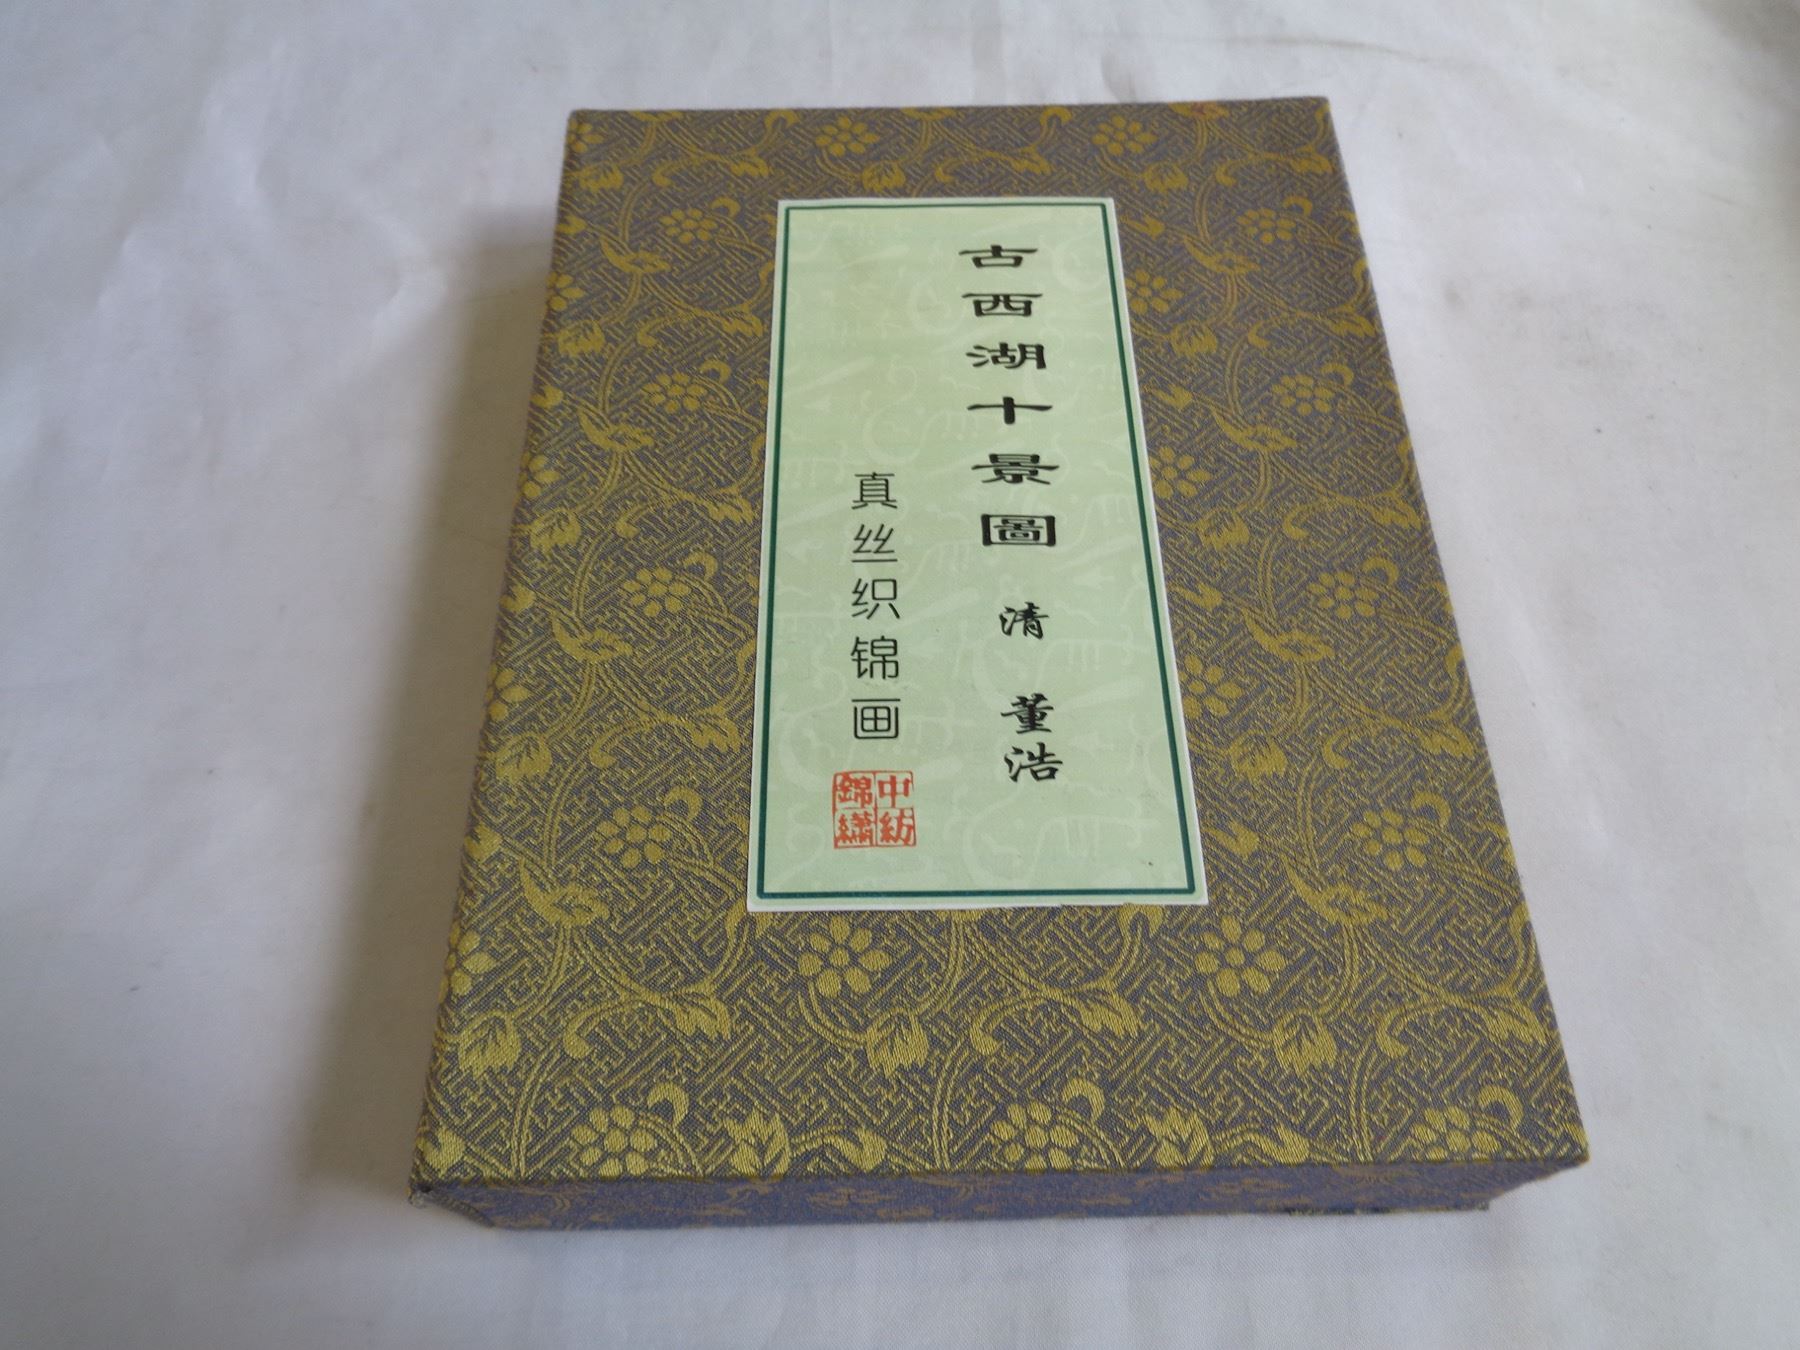 古西湖十景圖 清 董浩
真丝织锦画
中紡
錦繡